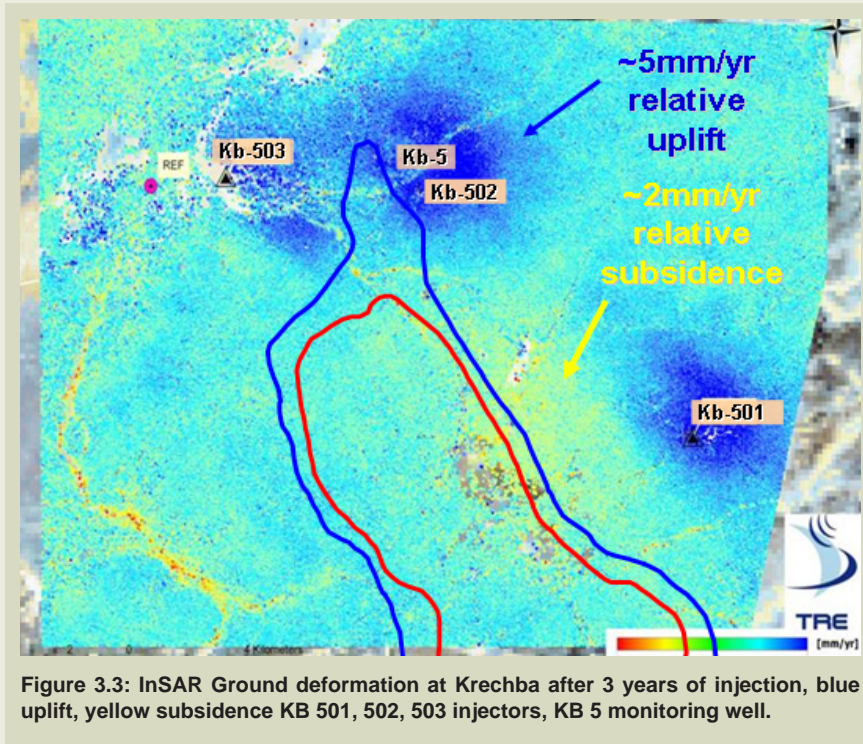 ~5mm/yr
relative
uplift
Kb-503
REF
Kb-5
Kb-502
~2mm/yr
relative
subsidence
Kb-501
TRE
[mm/yr]
2 0 4 Kilometers
Figure 3.3: InSAR Ground deformation at Krechba after 3 years of injection, blue
uplift, yellow subsidence KB 501, 502, 503 injectors, KB 5 monitoring well.